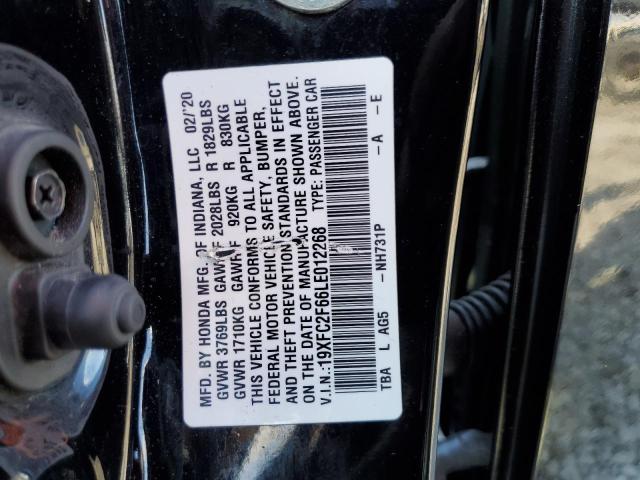 MFD. BY HONDA MFG. OF INDIANA, LLC 02/'20
GVWR 3769LBS GAWR F 2028LBS R 1829LBS
GVWR 1710KG GAWR F 920KG R 830KG
THIS VEHICLE CONFORMS TO ALL APPLICABLE
FEDERAL MOTOR VEHICLE SAFETY, BUMPER,
AND THEFT PREVENTION STANDARDS IN EFFECT
ON THE DATE OF MANUFACTURE SHOWN ABOVE.
V.I.N.:19XFC2F66LE012268 TYPE: PASSENGER CAR
TBA L AG5 -NH731P -A -E